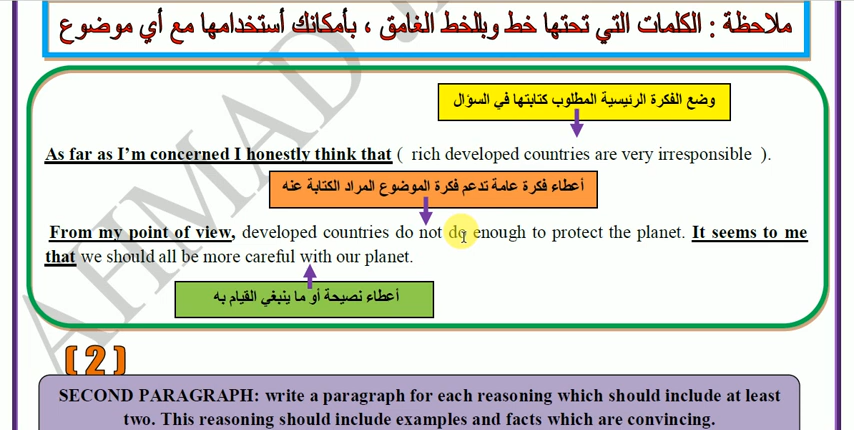 ملاحظة : الكلمات التي تحتها خط وبالخط الغامق ، بأمكانك أستخدامها مع أي موضوع
وضع الفكرة الرئيسية المطلوب كتابتها في السؤال
As far as I’m concerned I honestly think that ( rich developed countries are very irresponsible ).
أعطاء فكرة عامة تدعم فكرة الموضوع المراد الكتابة عنه
From my point of view, developed countries do not do enough to protect the planet. It seems to me
that we should all be more careful with our planet.
أعطاء نصيحة أو ما ينبغي القيام به
(2)
SECOND PARAGRAPH: write a paragraph for each reasoning which should include at least
two. This reasoning should include examples and facts which are convincing.